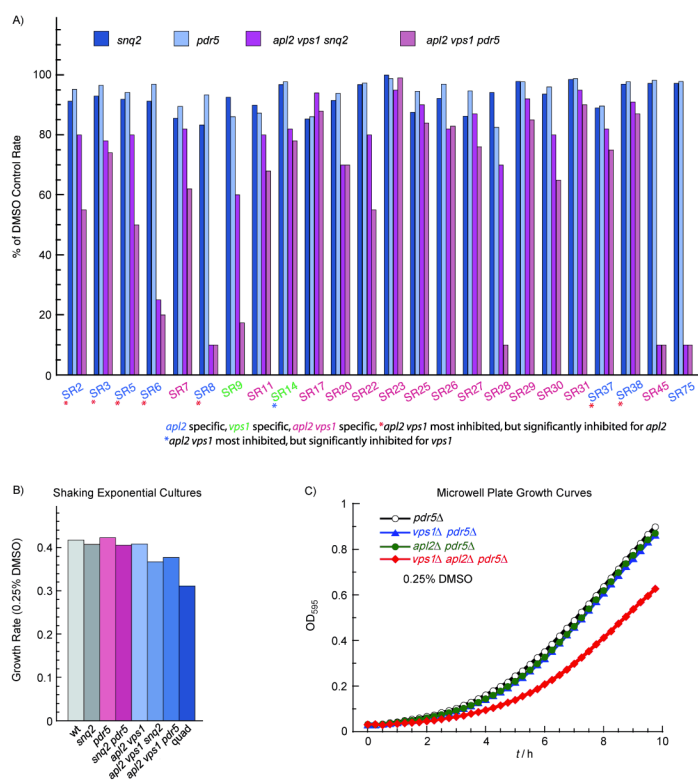 A)
snq2 pdr5 apl2 vps1 snq2 apl2 vps1 pdr5
% of DMSO Control Rate
100
80
60
40
20
0
SR2 SR3 SR5 SR6 SR7 SR8 SR9 SR11 SR14 SR17 SR20 SR22 SR23 SR25 SR26 SR27 SR28 SR29 SR30 SR31 SR37 SR38 SR45 SR75
* * * * * * * *
apl2 specific, vps1 specific, apl2 vps1 specific, *apl2 vps1 most inhibited, but significantly inhibited for apl2
*apl2 vps1 most inhibited, but significantly inhibited for vps1
B) Shaking Exponential Cultures
Growth Rate (0.25% DMSO)
0.4
0.3
0.2
0.1
0
wt snq2 pdr5 snq2 pdr5 apl2 vps1 apl2 vps1 snq2 apl2 vps1 pdr5 quad
C) Microwell Plate Growth Curves
pdr5Δ
vps1Δ pdr5Δ
apl2Δ pdr5Δ
vps1Δ apl2Δ pdr5Δ
0.25% DMSO
OD595
1
0.8
0.6
0.4
0.2
0
0 2 4 6 8 10
t / h